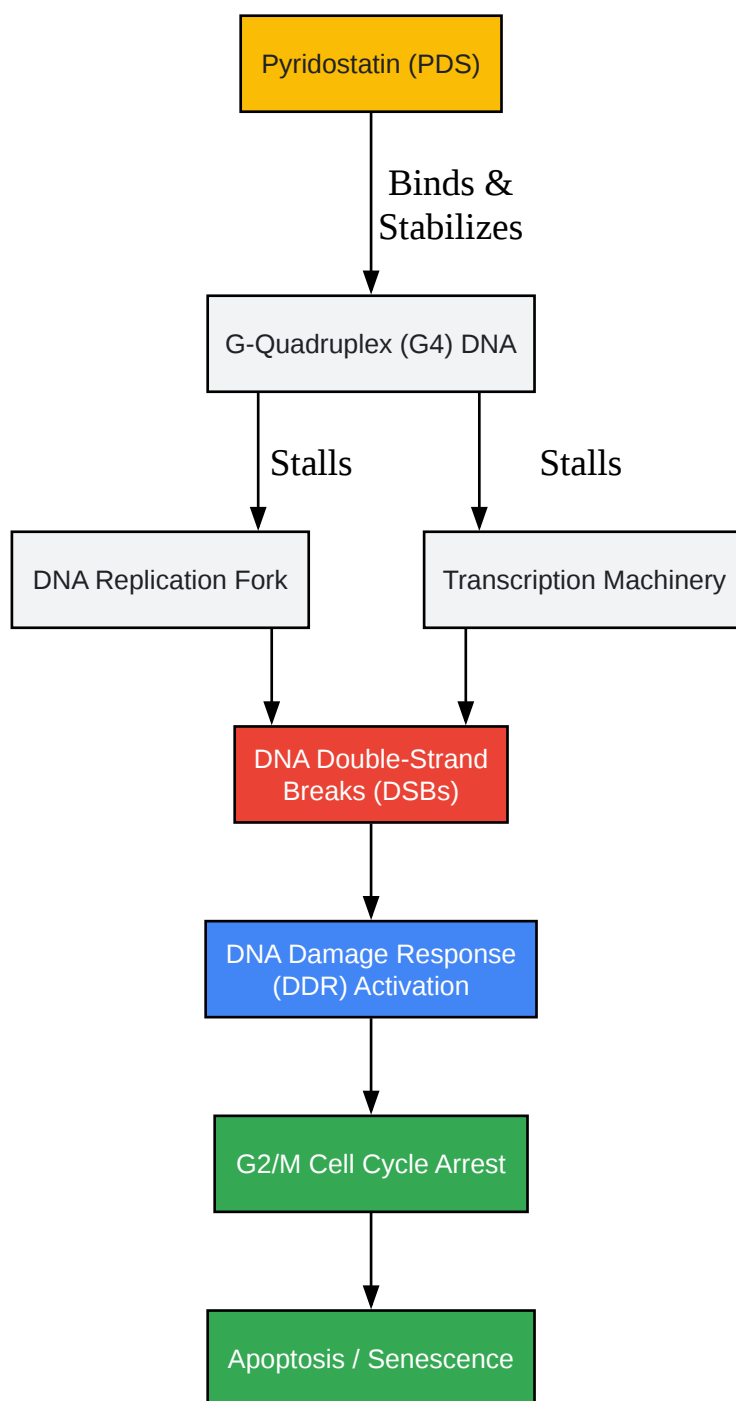 Pyridostatin (PDS)
Binds &
Stabilizes
G-Quadruplex (G4) DNA
Stalls
Stalls
DNA Replication Fork
Transcription Machinery
DNA Double-Strand
Breaks (DSBs)
DNA Damage Response
(DDR) Activation
G2/M Cell Cycle Arrest
Apoptosis / Senescence